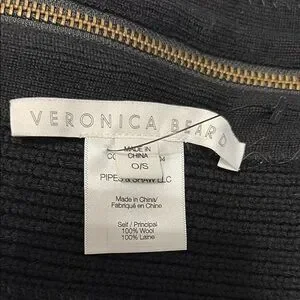 VERONICA BEARD
MADE IN
CHINA
O/S
PIPES & SHAW LLC
Made in China/
Fabriqué en Chine
Self / Principal
100% Wool
100% Laine